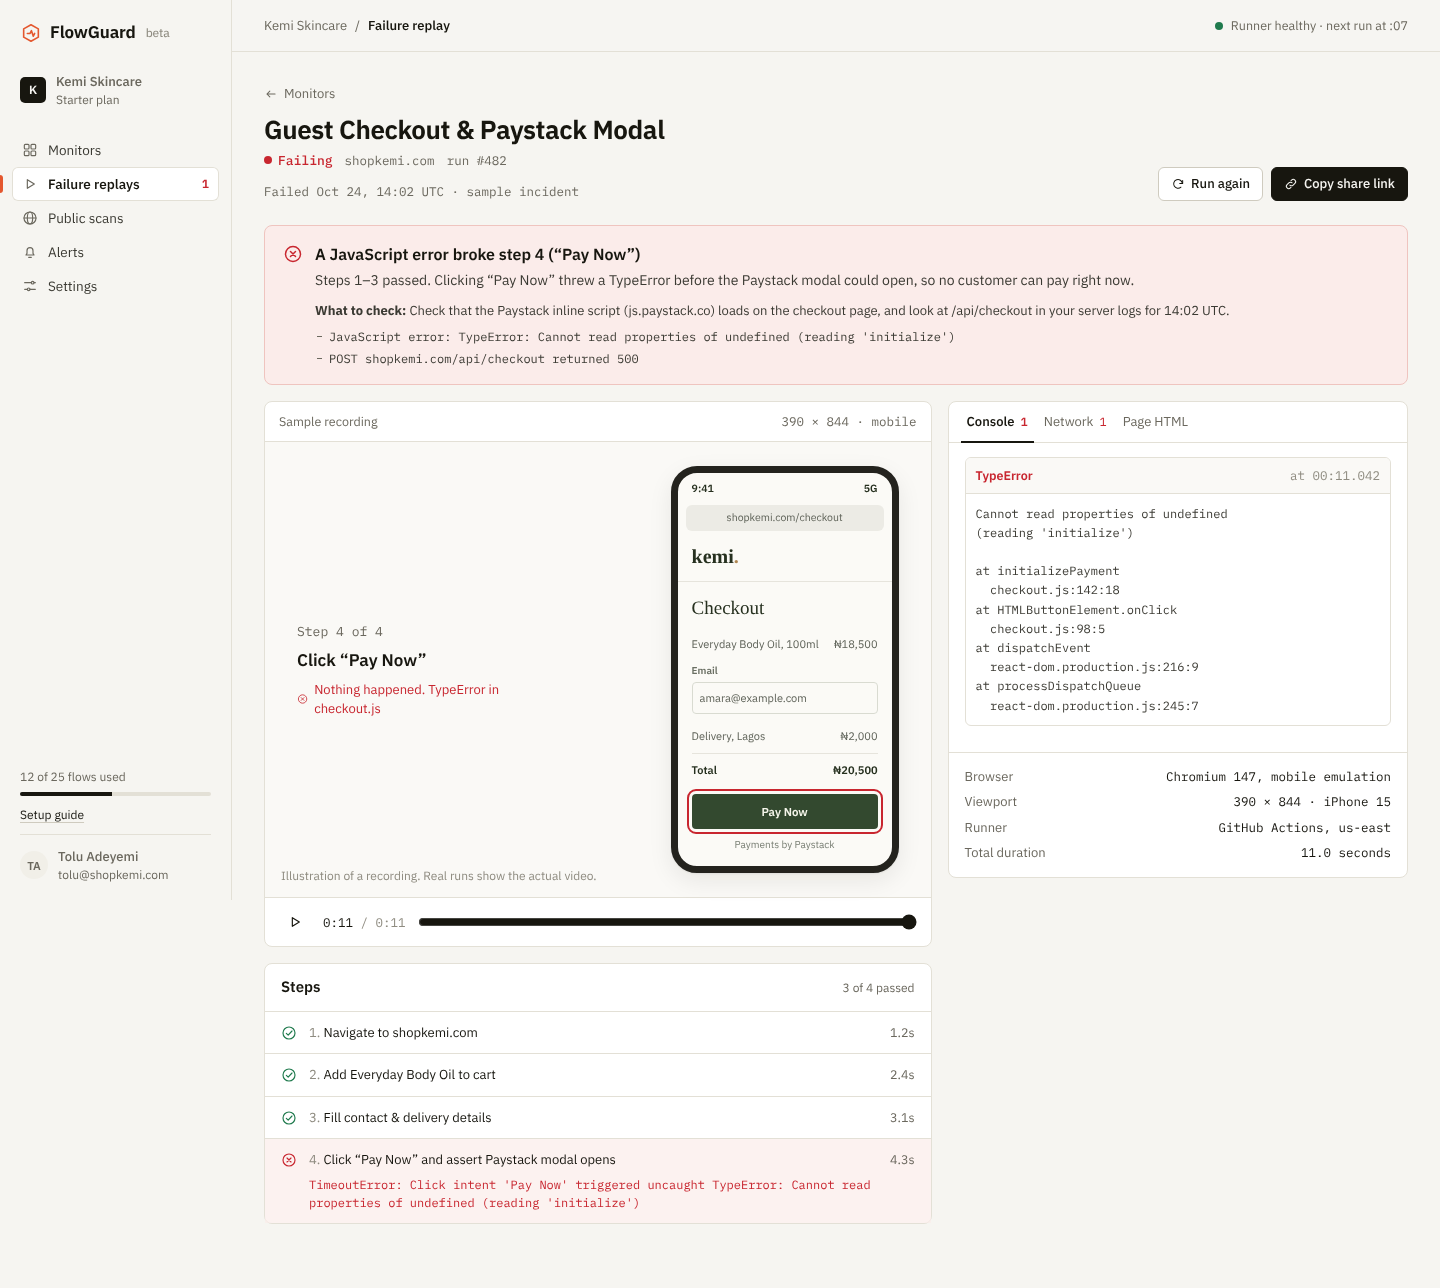 FlowGuard beta
K
Kemi Skincare
Starter plan
Monitors
Failure replays 1
Public scans
Alerts
Settings
12 of 25 flows used
Setup guide
TA
Tolu Adeyemi
tolu@shopkemi.com
Kemi Skincare / Failure replay
Runner healthy · next run at :07
← Monitors
Guest Checkout & Paystack Modal
Failing shopkemi.com run #482
Failed Oct 24, 14:02 UTC · sample incident
Run again
Copy share link
A JavaScript error broke step 4 (“Pay Now”)
Steps 1–3 passed. Clicking “Pay Now” threw a TypeError before the Paystack modal could open, so no customer can pay right now.
What to check: Check that the Paystack inline script (js.paystack.co) loads on the checkout page, and look at /api/checkout in your server logs for 14:02 UTC.
– JavaScript error: TypeError: Cannot read properties of undefined (reading 'initialize')
– POST shopkemi.com/api/checkout returned 500
Sample recording
390 × 844 · mobile
Step 4 of 4
Click “Pay Now”
Nothing happened. TypeError in
checkout.js
9:41 5G
shopkemi.com/checkout
kemi.
Checkout
Everyday Body Oil, 100ml ₦18,500
Email
amara@example.com
Delivery, Lagos ₦2,000
Total ₦20,500
Pay Now
Payments by Paystack
Illustration of a recording. Real runs show the actual video.
0:11 / 0:11
Console 1 Network 1 Page HTML
TypeError at 00:11.042
Cannot read properties of undefined
(reading 'initialize')
at initializePayment
checkout.js:142:18
at HTMLButtonElement.onClick
checkout.js:98:5
at dispatchEvent
react-dom.production.js:216:9
at processDispatchQueue
react-dom.production.js:245:7
Browser Chromium 147, mobile emulation
Viewport 390 × 844 · iPhone 15
Runner GitHub Actions, us-east
Total duration 11.0 seconds
Steps 3 of 4 passed
1. Navigate to shopkemi.com 1.2s
2. Add Everyday Body Oil to cart 2.4s
3. Fill contact & delivery details 3.1s
4. Click “Pay Now” and assert Paystack modal opens 4.3s
TimeoutError: Click intent 'Pay Now' triggered uncaught TypeError: Cannot read
properties of undefined (reading 'initialize')